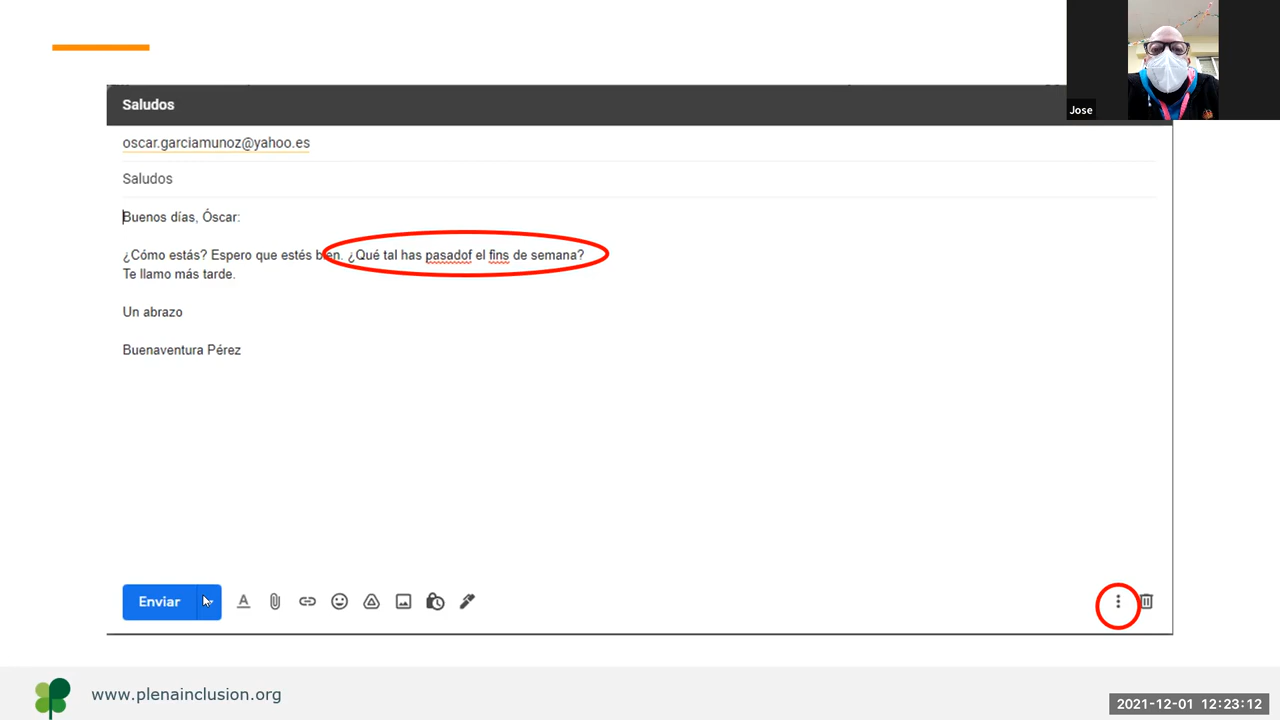 Jose
Saludos
oscar.garciamunoz@yahoo.es
Saludos
Buenos días, Óscar:
¿Cómo estás? Espero que estés bien. ¿Qué tal has pasadof el fins de semana?
Te llamo más tarde.
Un abrazo
Buenaventura Pérez
Enviar
www.plenainclusion.org
2021-12-01 12:23:12